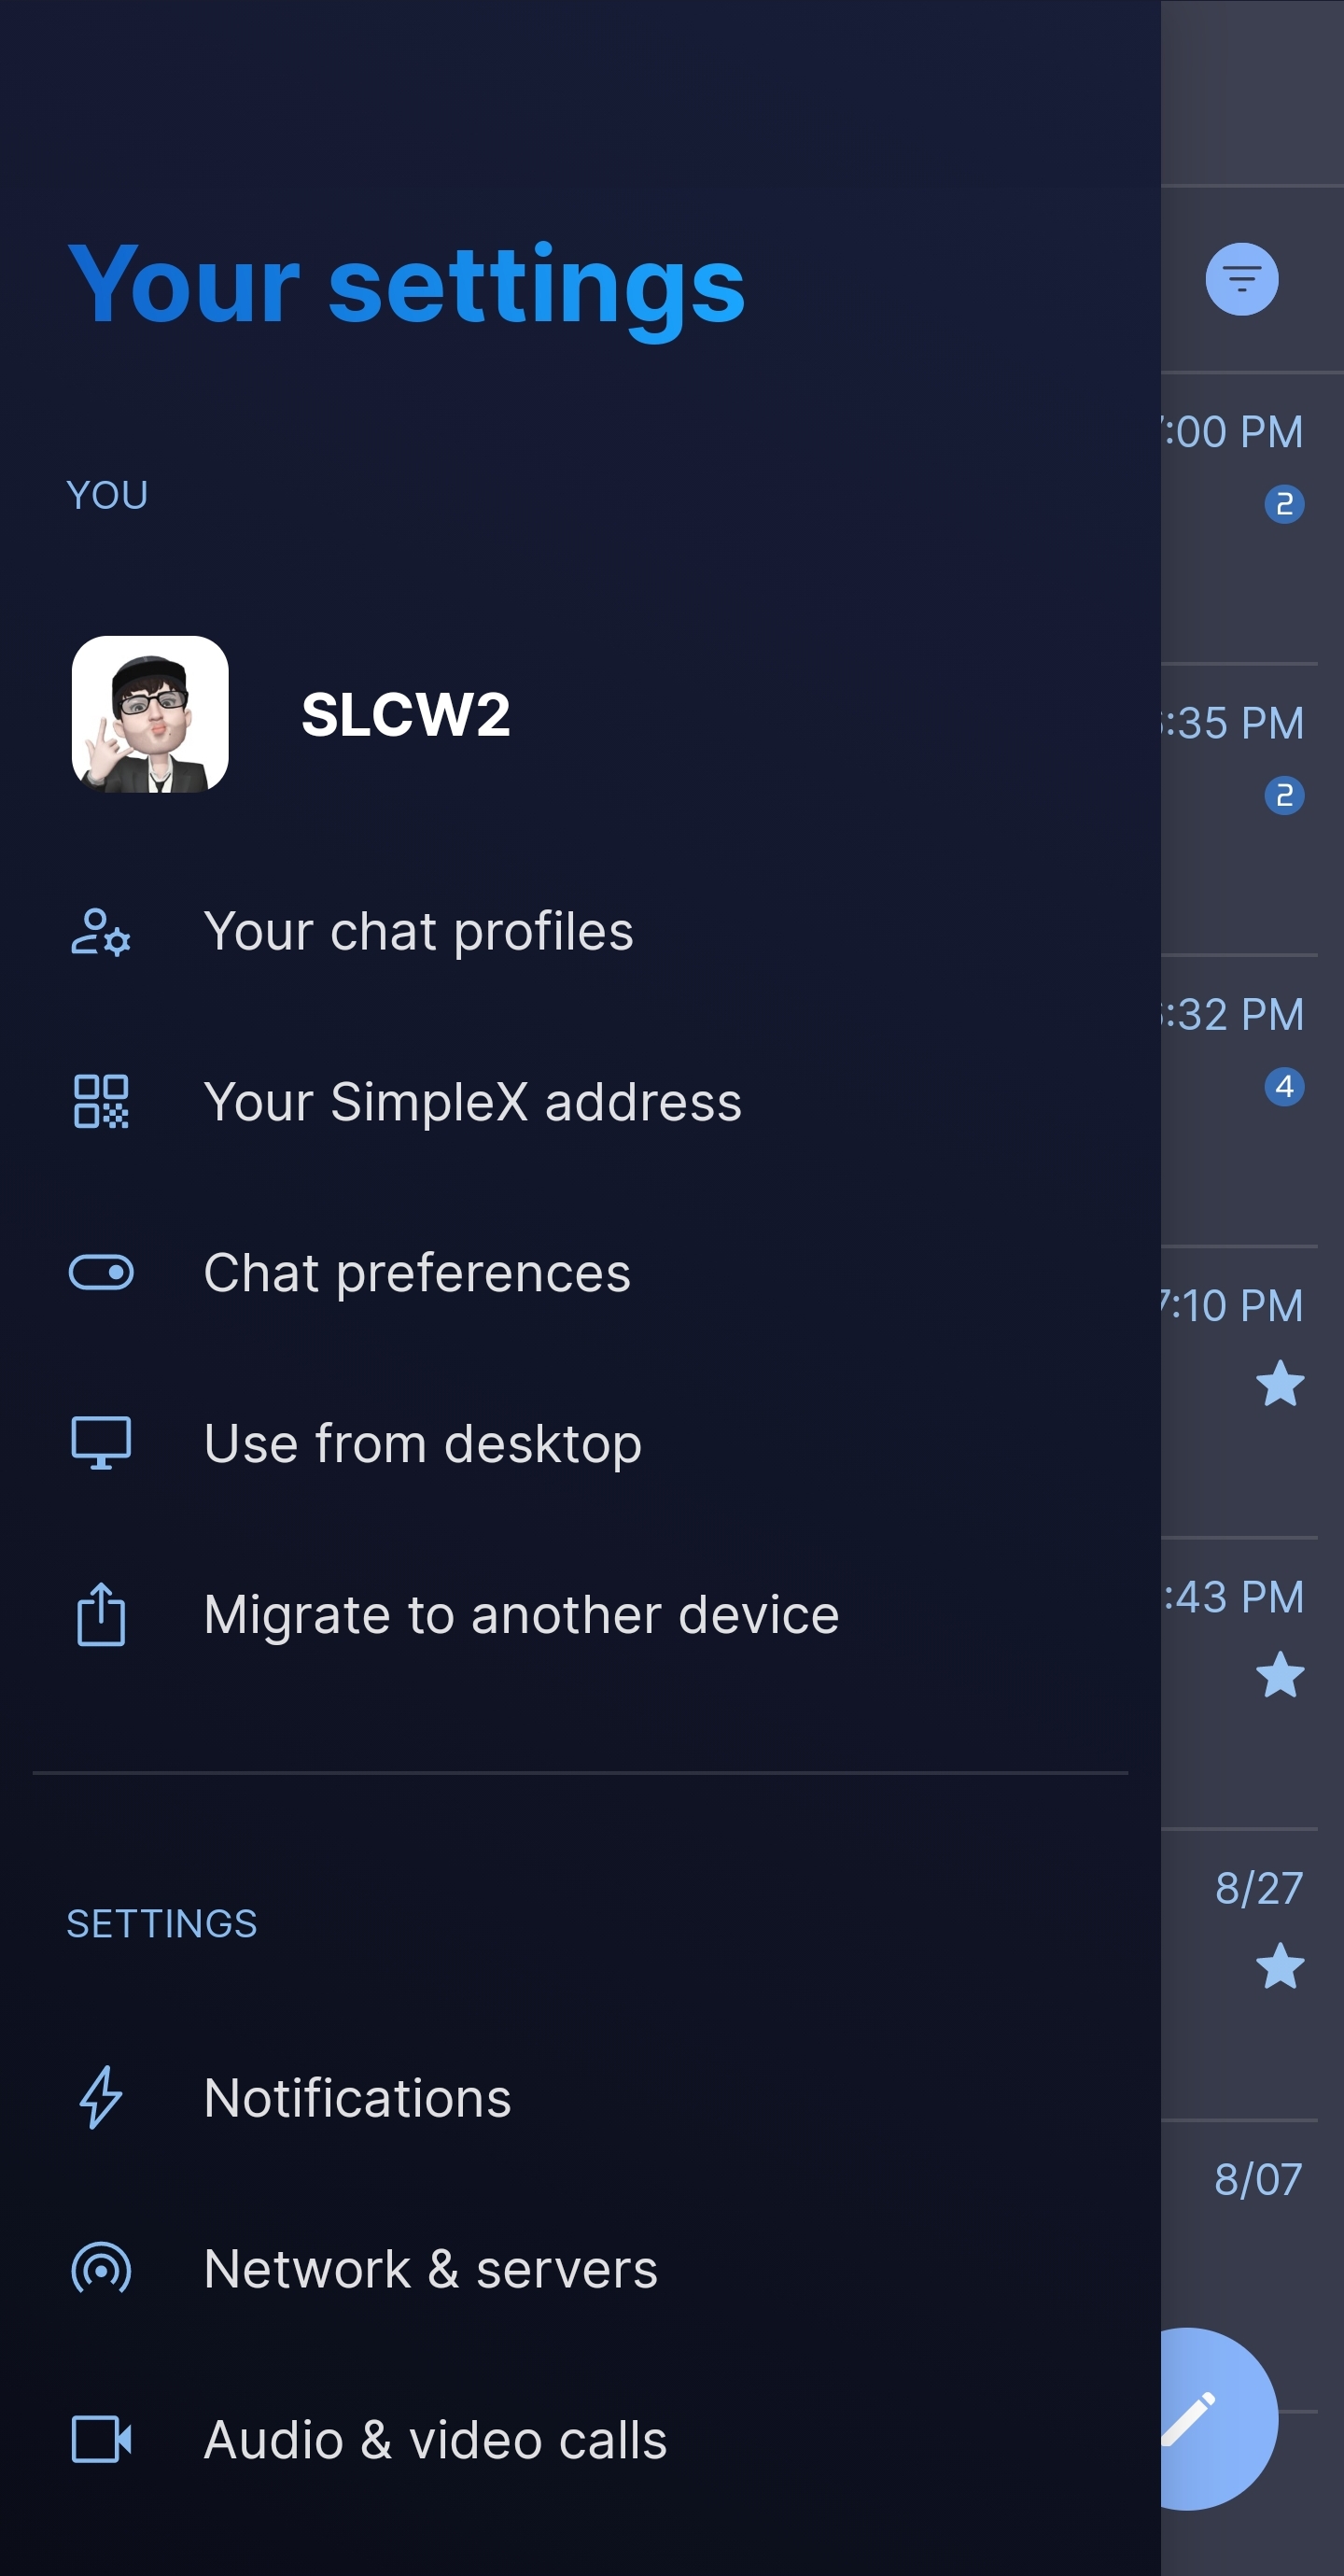 Your settings
YOU
SLCW2
Your chat profiles
Your SimpleX address
Chat preferences
Use from desktop
Migrate to another device
SETTINGS
Notifications
Network & servers
Audio & video calls
:00 PM
2
:35 PM
2
:32 PM
4
7:10 PM
:43 PM
8/27
8/07